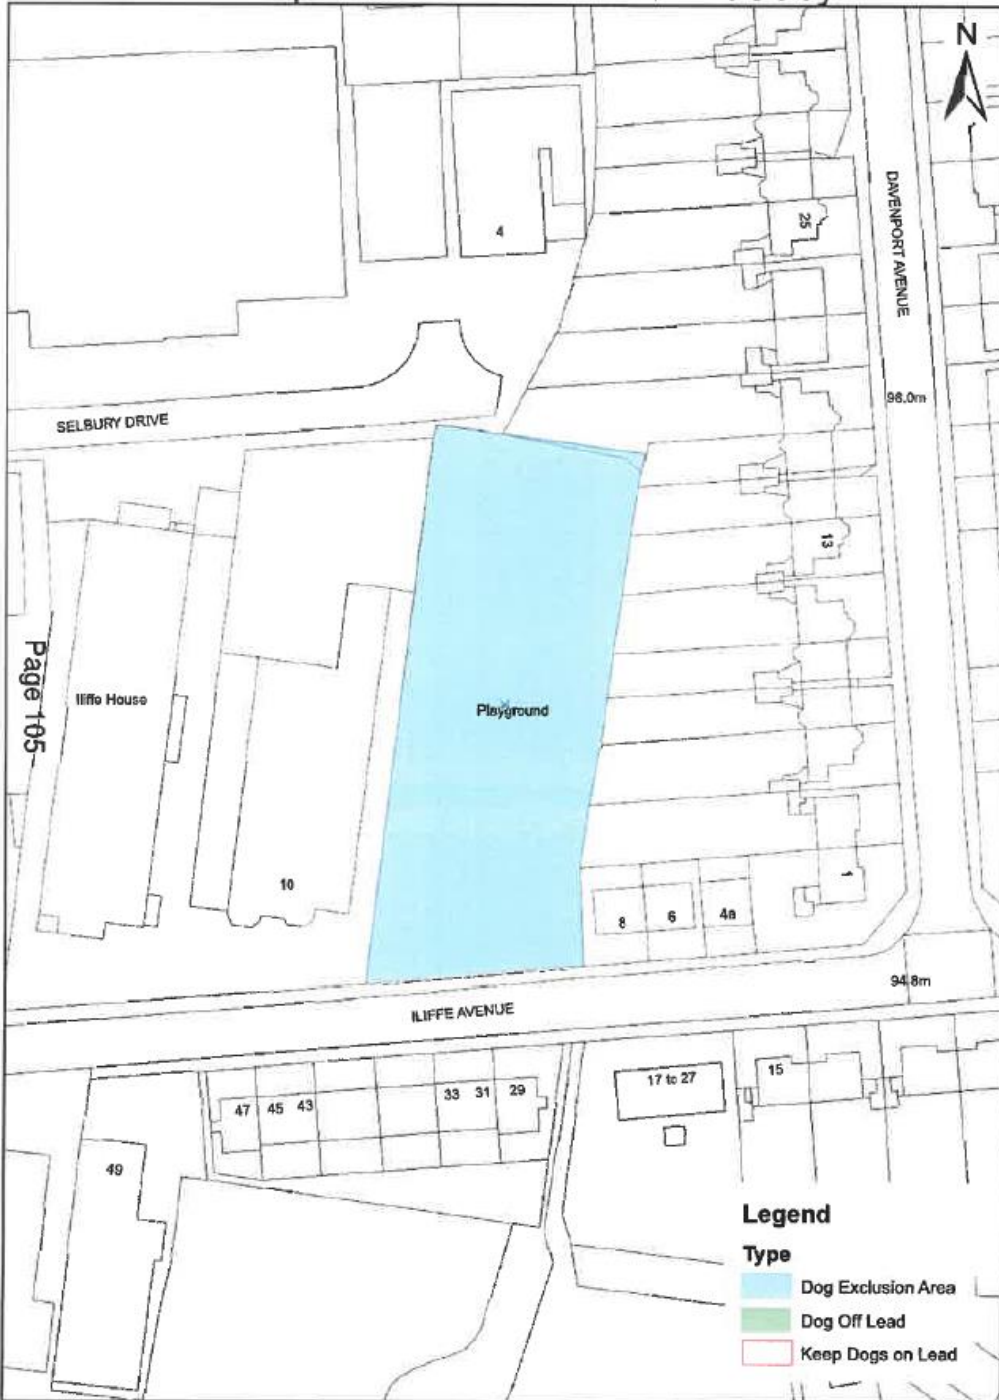 N
DAVENPORT AVENUE
25
4
96.0m
SELBURY DRIVE
13
Page 105
Iliffe House
Playground
10
1
8
6
4a
94.8m
ILIFFE AVENUE
47
45
43
33
31
29
17 to 27
15
49
Legend
Type
Dog Exclusion Area
Dog Off Lead
Keep Dogs on Lead